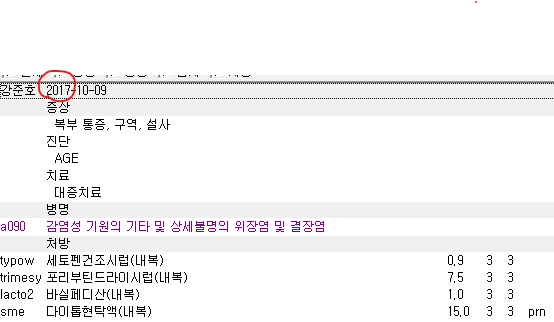 강준호 2017-10-09
증상
복부 통증, 구역, 설사
진단
AGE
치료
대증치료
병명
a090 감염성 기원의 기타 및 상세불명의 위장염 및 결장염
처방
typow 세토펜건조시럽(내복) 0.9 3 3
trimesy 포리부틴드라이시럽(내복) 7.5 3 3
lacto2 바실페디산(내복) 1.0 3 3
sme 다이톱현탁액(내복) 15.0 3 3 prn